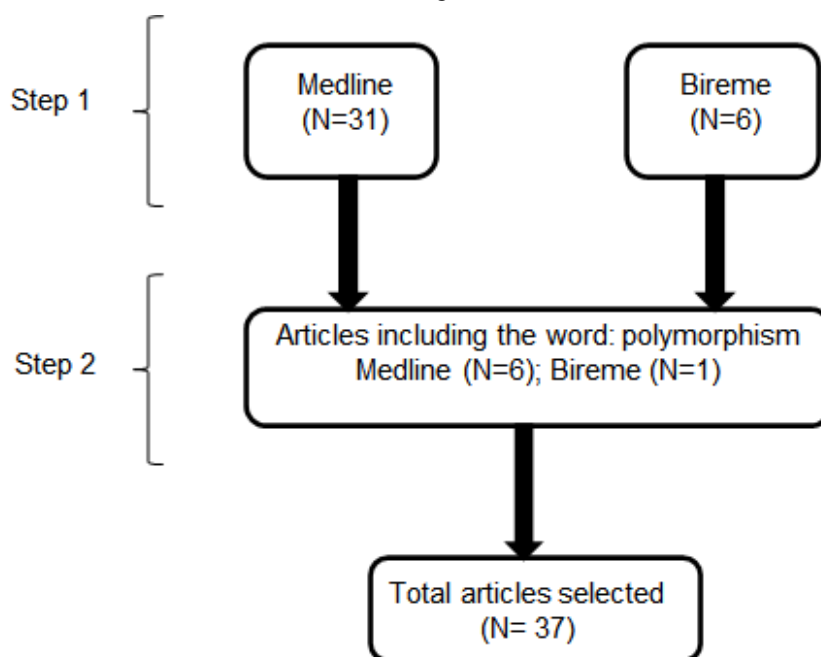 Step 1
Medline
(N=31)
Bireme
(N=6)
Step 2
Articles including the word: polymorphism
Medline (N=6); Bireme (N=1)
Total articles selected
(N= 37)